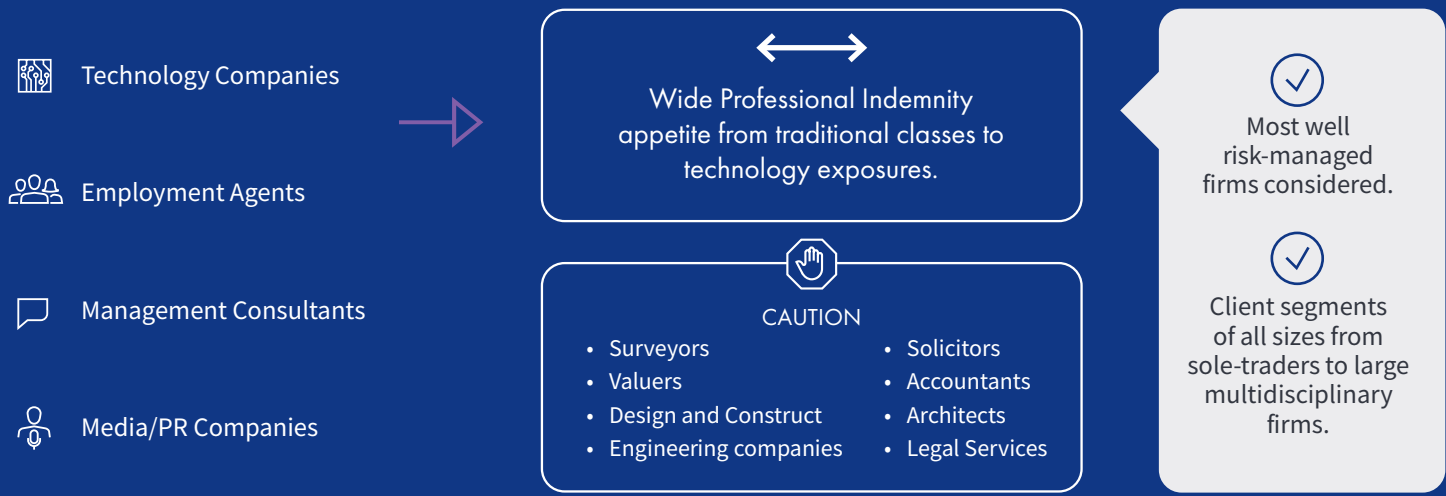 Technology Companies
Employment Agents
Management Consultants
Media/PR Companies
Wide Professional Indemnity
appetite from traditional classes to
technology exposures.
CAUTION
• Surveyors
• Valuers
• Design and Construct
• Engineering companies
• Solicitors
• Accountants
• Architects
• Legal Services
Most well
risk-managed
firms considered.
Client segments
of all sizes from
sole-traders to large
multidisciplinary
firms.